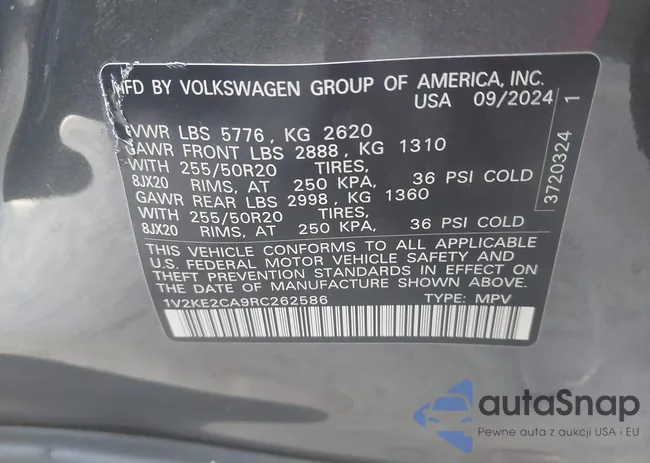 MFD BY VOLKSWAGEN GROUP OF AMERICA, INC.
USA 09/2024
GVWR LBS 5776, KG 2620
GAWR FRONT LBS 2888, KG 1310
WITH 255/50R20 TIRES,
8JX20 RIMS, AT 250 KPA, 36 PSI COLD
GAWR REAR LBS 2998, KG 1360
WITH 255/50R20 TIRES,
8JX20 RIMS, AT 250 KPA, 36 PSI COLD
THIS VEHICLE CONFORMS TO ALL APPLICABLE
U.S. FEDERAL MOTOR VEHICLE SAFETY AND
THEFT PREVENTION STANDARDS IN EFFECT ON
THE DATE OF MANUFACTURE SHOWN ABOVE.
1V2KE2CA9RC262586 TYPE: MPV
3720324 1
autaSnap
Pewne auto z aukcji USA i EU